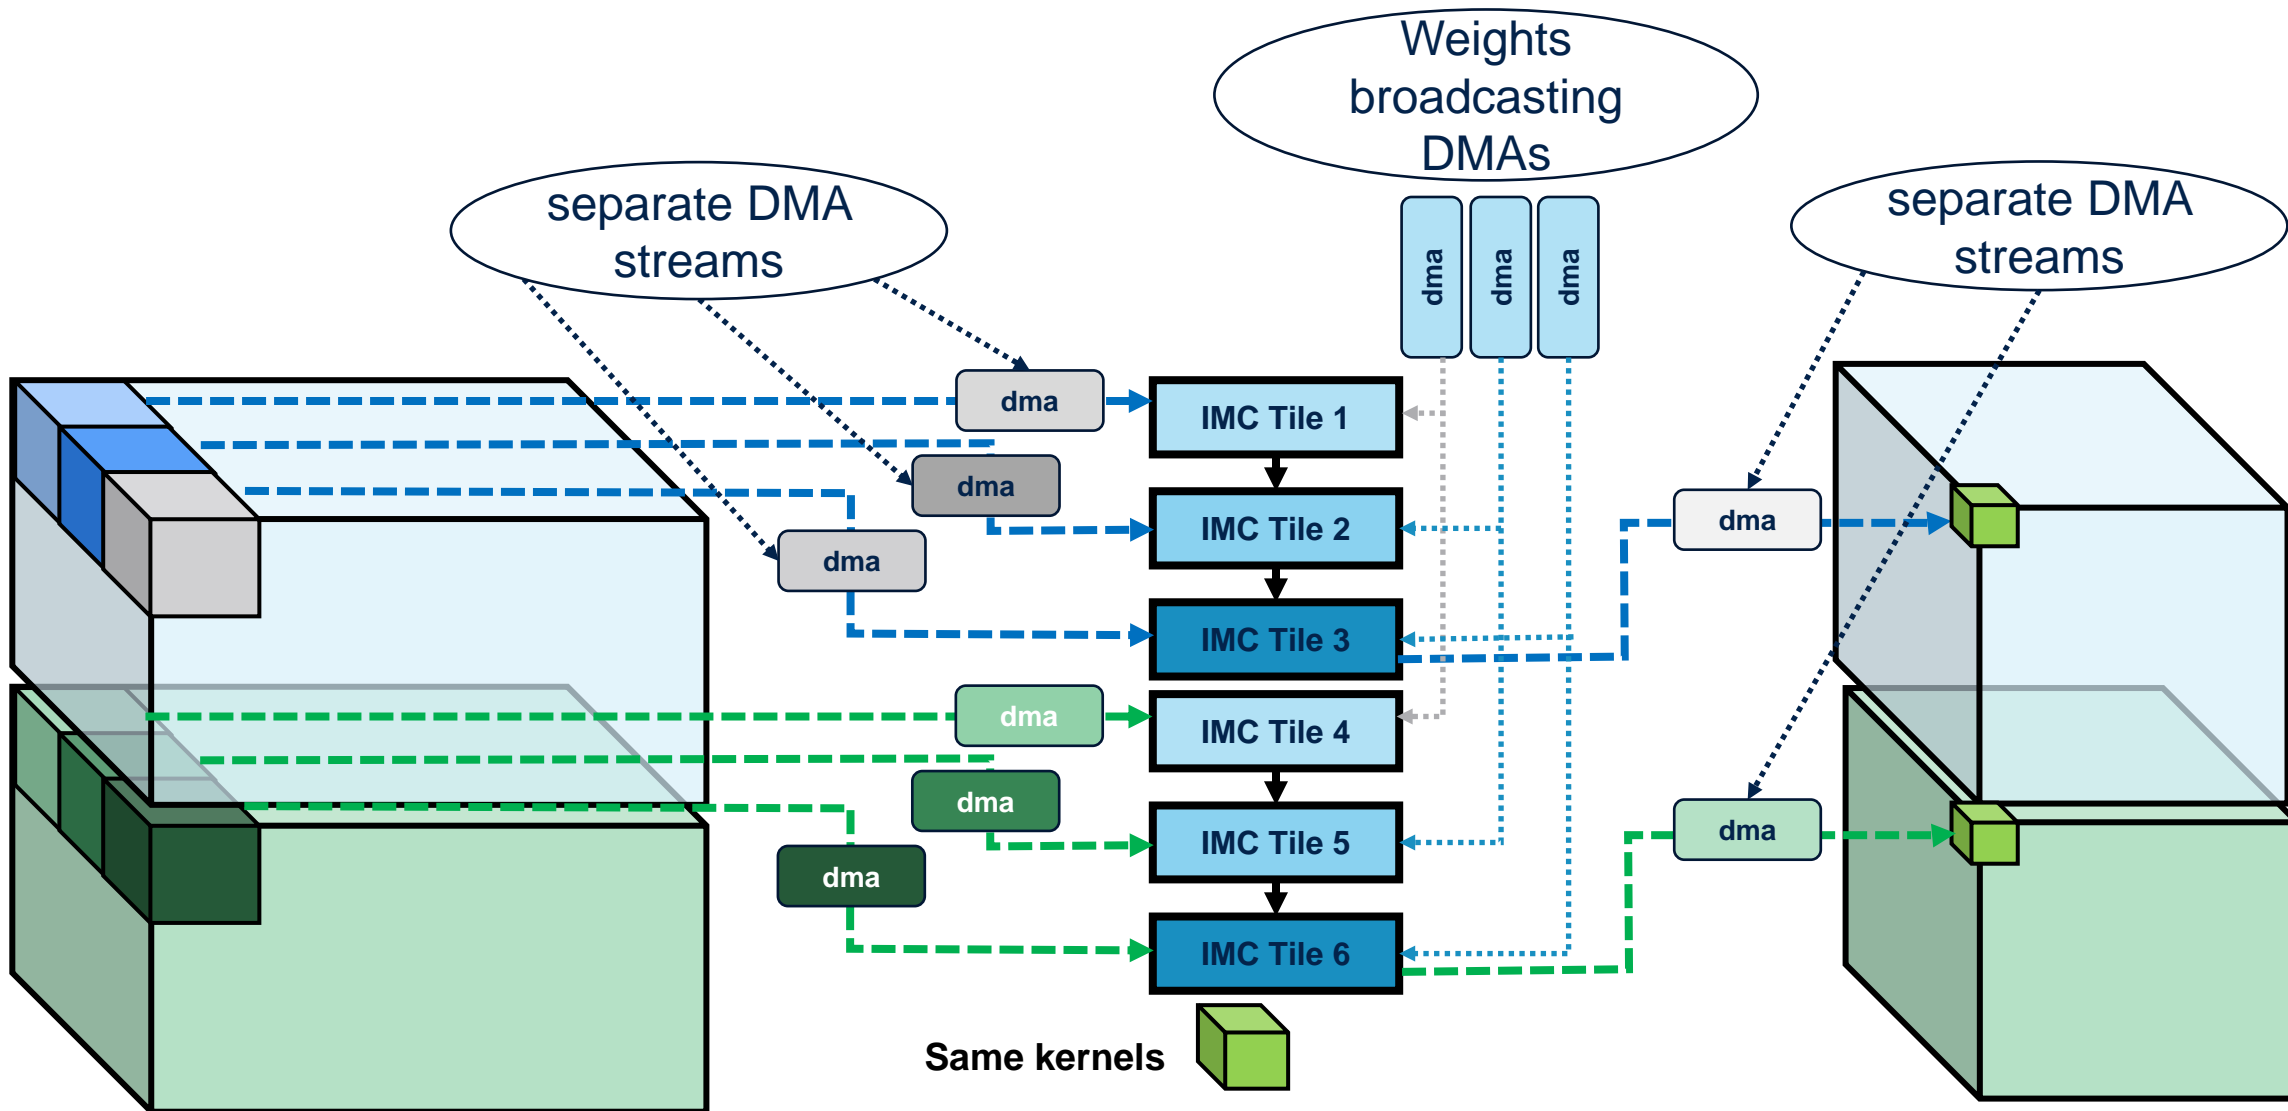 Weights
broadcasting
DMAs
separate DMA
streams
separate DMA
streams
dma
dma
dma
dma
IMC Tile 1
dma
IMC Tile 2
dma
dma
IMC Tile 3
dma
IMC Tile 4
dma
IMC Tile 5
dma
dma
IMC Tile 6
Same kernels